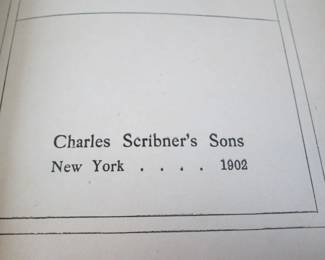 Charles Scribner's Sons
New York . . . . 1902